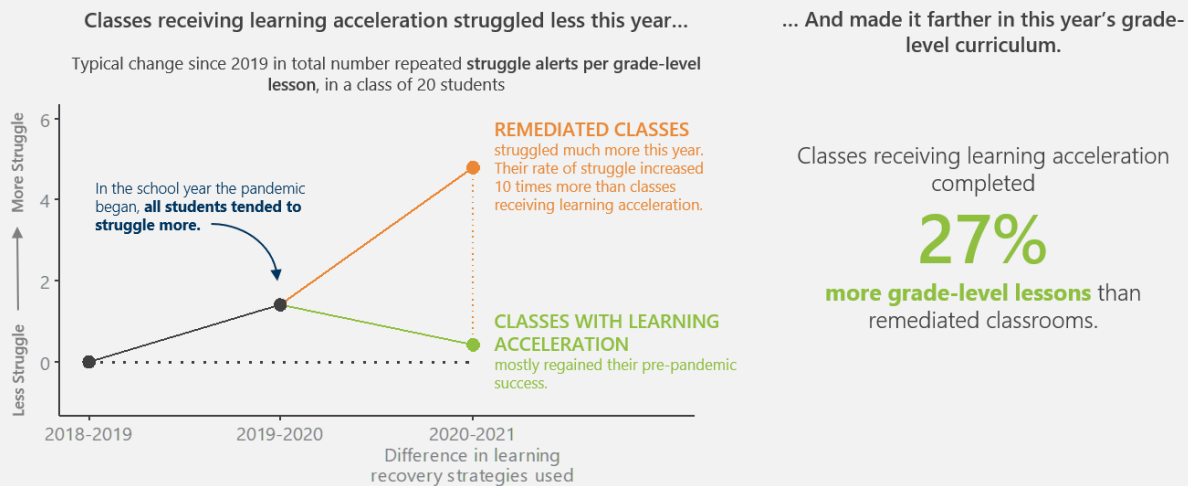 Classes receiving learning acceleration struggled less this year...
Typical change since 2019 in total number repeated struggle alerts per grade-level
lesson, in a class of 20 students
More Struggle
Less Struggle
6
4
2
0
In the school year the pandemic
began, all students tended to
struggle more.
REMEDIATED CLASSES
struggled much more this year.
Their rate of struggle increased
10 times more than classes
receiving learning acceleration.
CLASSES WITH LEARNING
ACCELERATION
mostly regained their pre-pandemic
success.
2018-2019
2019-2020
2020-2021
Difference in learning
recovery strategies used
... And made it farther in this year’s grade-
level curriculum.
Classes receiving learning acceleration
completed
27%
more grade-level lessons than
remediated classrooms.